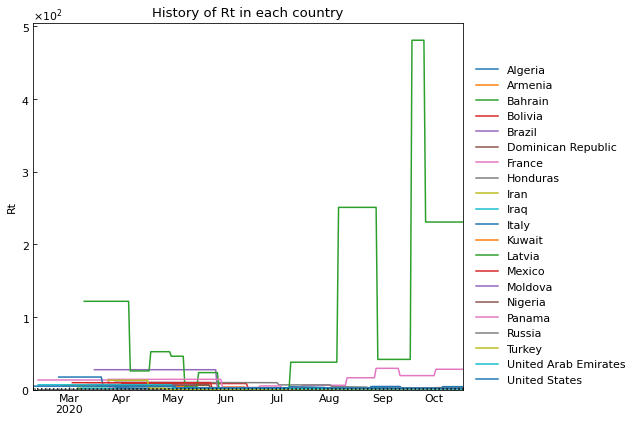 History of Rt in each country
×10²
5
4
3
2
1
0
Rt
Mar
2020
Apr
May
Jun
Jul
Aug
Sep
Oct
Algeria
Armenia
Bahrain
Bolivia
Brazil
Dominican Republic
France
Honduras
Iran
Iraq
Italy
Kuwait
Latvia
Mexico
Moldova
Nigeria
Panama
Russia
Turkey
United Arab Emirates
United States